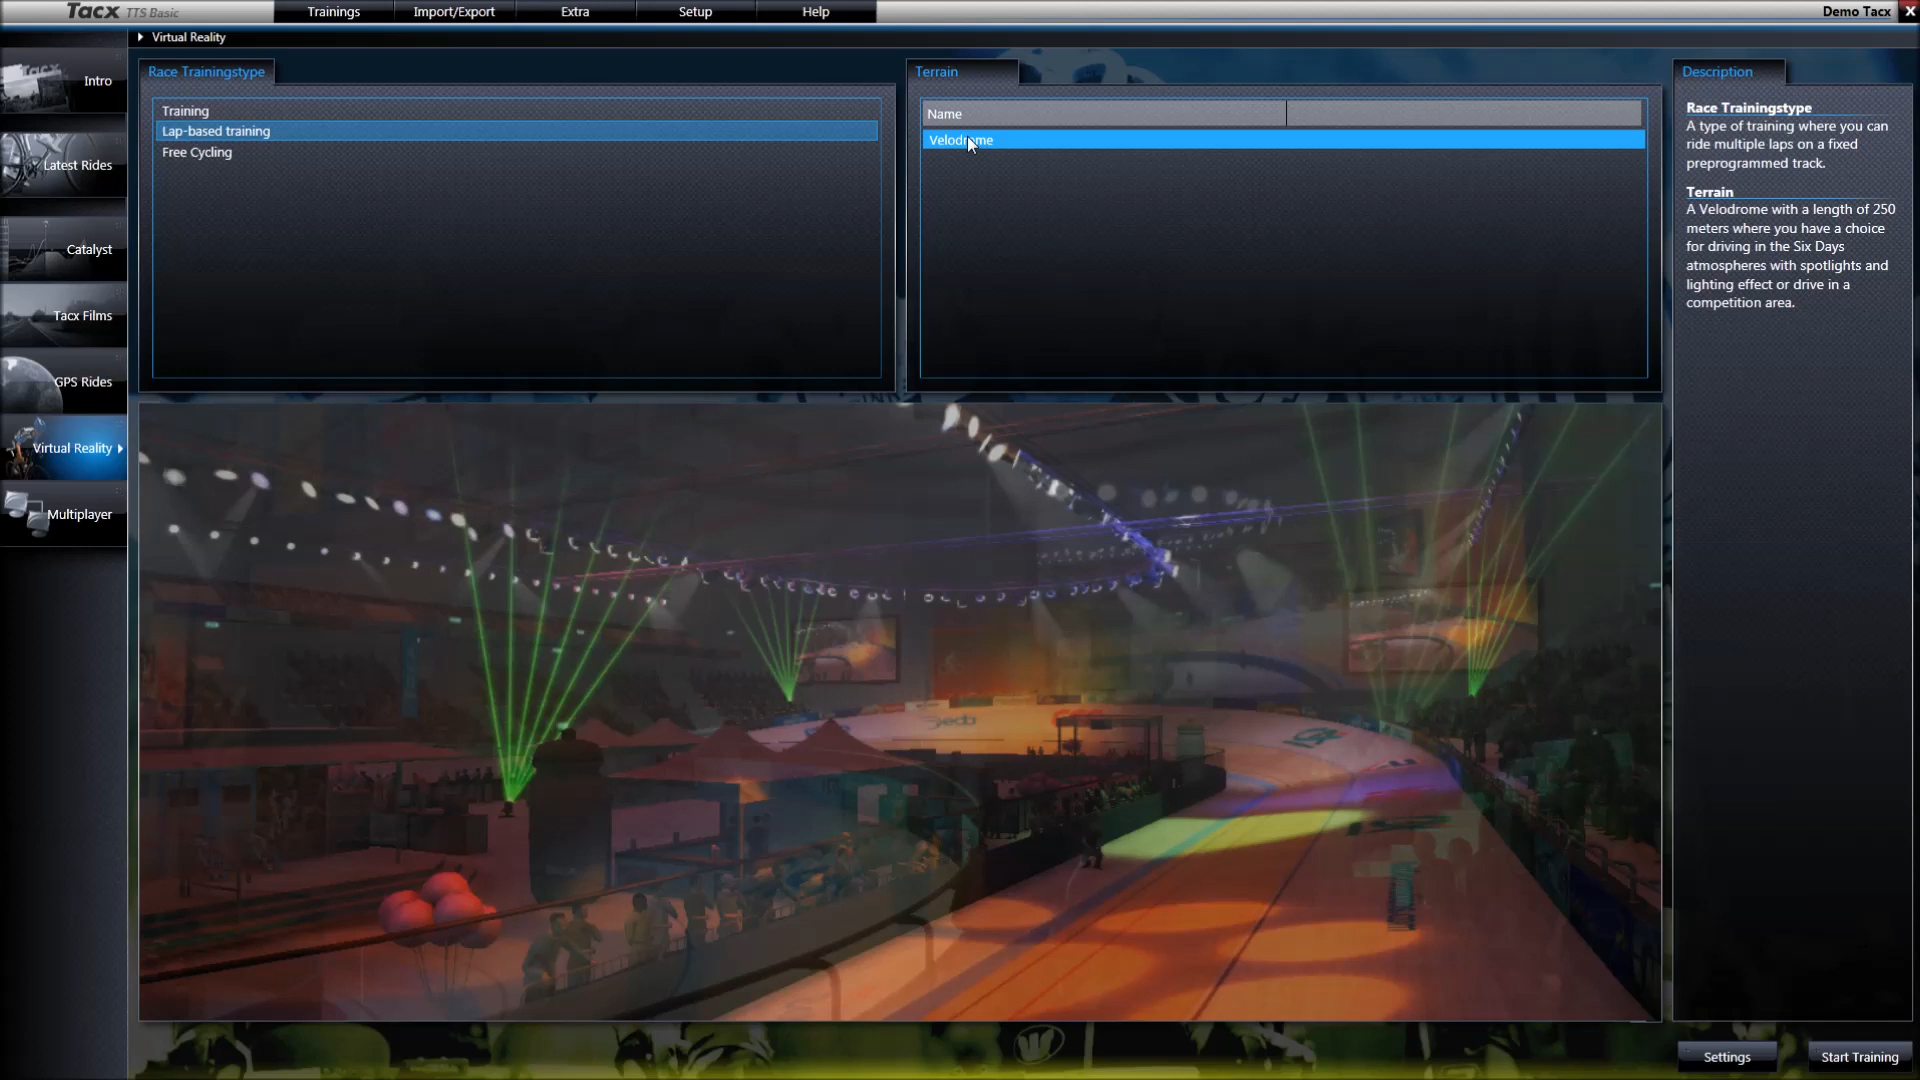 Tacx TTS Basic
Trainings
Import/Export
Extra
Setup
Help
Demo Tacx
Virtual Reality
Intro
Latest Rides
Catalyst
Tacx Films
GPS Rides
Virtual Reality
Multiplayer
Race Trainingstype
Training
Lap-based training
Free Cycling
Terrain
Name
Velodrome
Description
Race Trainingstype
A type of training where you can
ride multiple laps on a fixed
preprogrammed track.
Terrain
A Velodrome with a length of 250
meters where you have a choice
for driving in the Six Days
atmospheres with spotlights and
lighting effect or drive in a
competition area.
Settings
Start Training